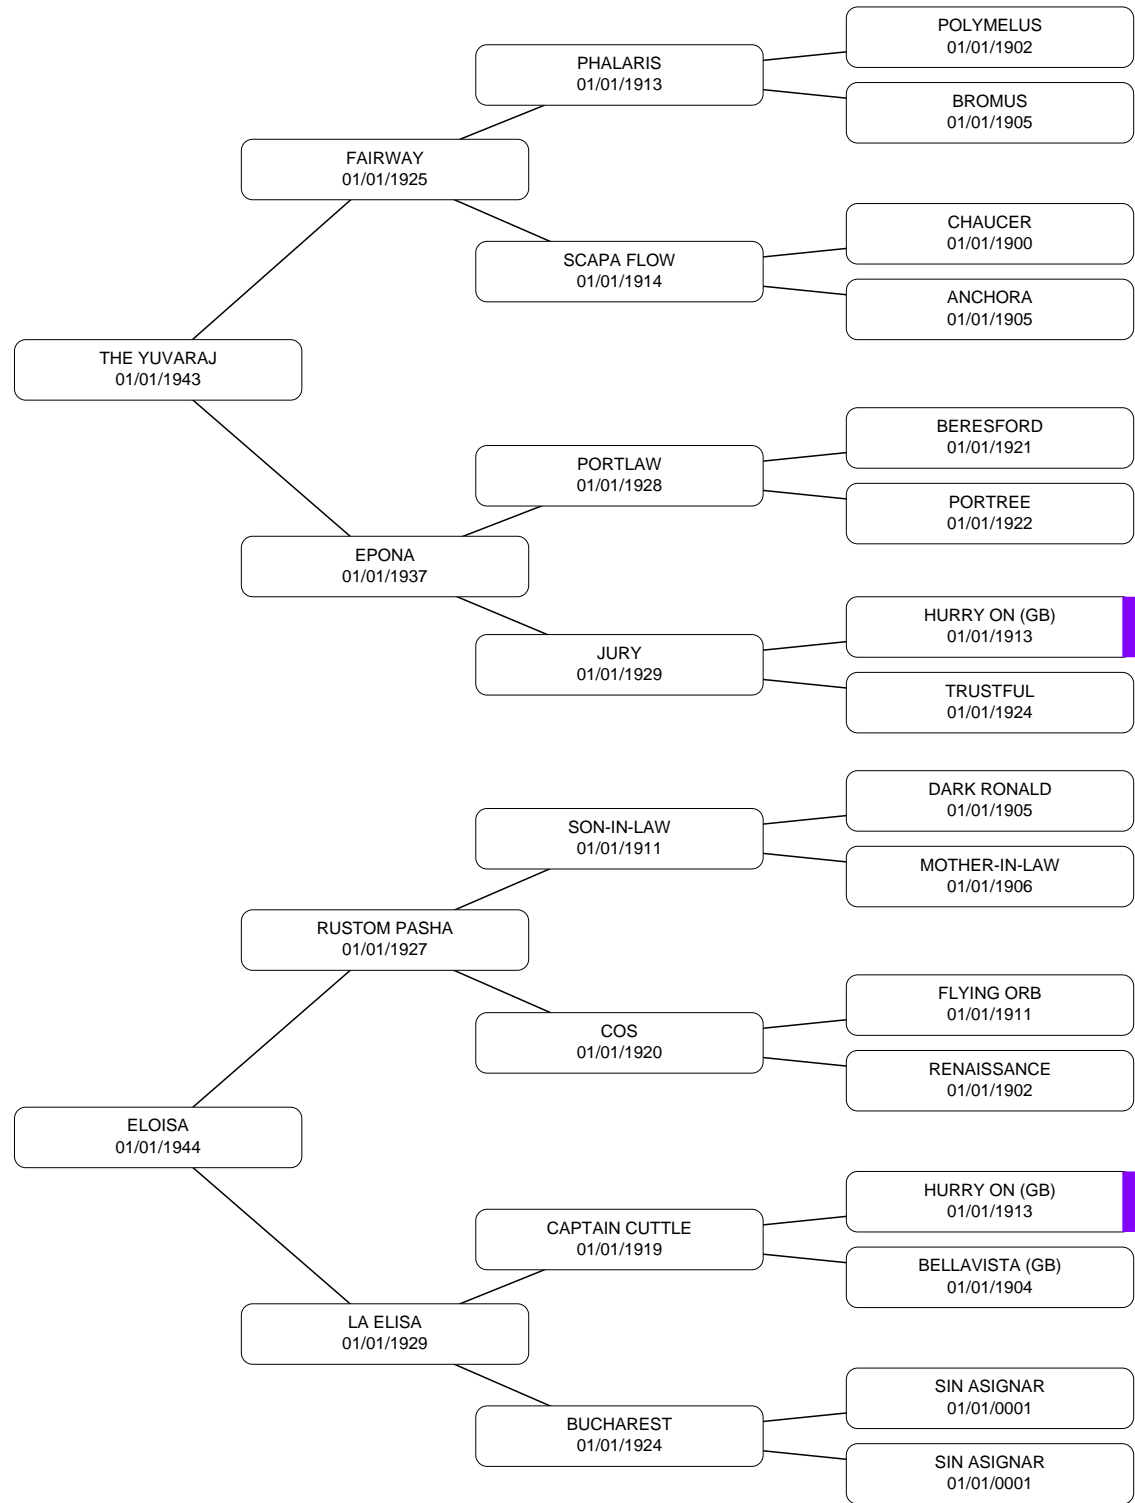 POLYMELUS
01/01/1902
PHALARIS
01/01/1913
BROMUS
01/01/1905
FAIRWAY
01/01/1925
CHAUCER
01/01/1900
SCAPA FLOW
01/01/1914
ANCHORA
01/01/1905
THE YUVARAJ
01/01/1943
BERESFORD
01/01/1921
PORTLAW
01/01/1928
PORTREE
01/01/1922
EPONA
01/01/1937
HURRY ON (GB)
01/01/1913
JURY
01/01/1929
TRUSTFUL
01/01/1924
DARK RONALD
01/01/1905
SON-IN-LAW
01/01/1911
MOTHER-IN-LAW
01/01/1906
RUSTOM PASHA
01/01/1927
FLYING ORB
01/01/1911
COS
01/01/1920
RENAISSANCE
01/01/1902
ELOISA
01/01/1944
HURRY ON (GB)
01/01/1913
CAPTAIN CUTTLE
01/01/1919
BELLAVISTA (GB)
01/01/1904
LA ELISA
01/01/1929
SIN ASIGNAR
01/01/0001
BUCHAREST
01/01/1924
SIN ASIGNAR
01/01/0001